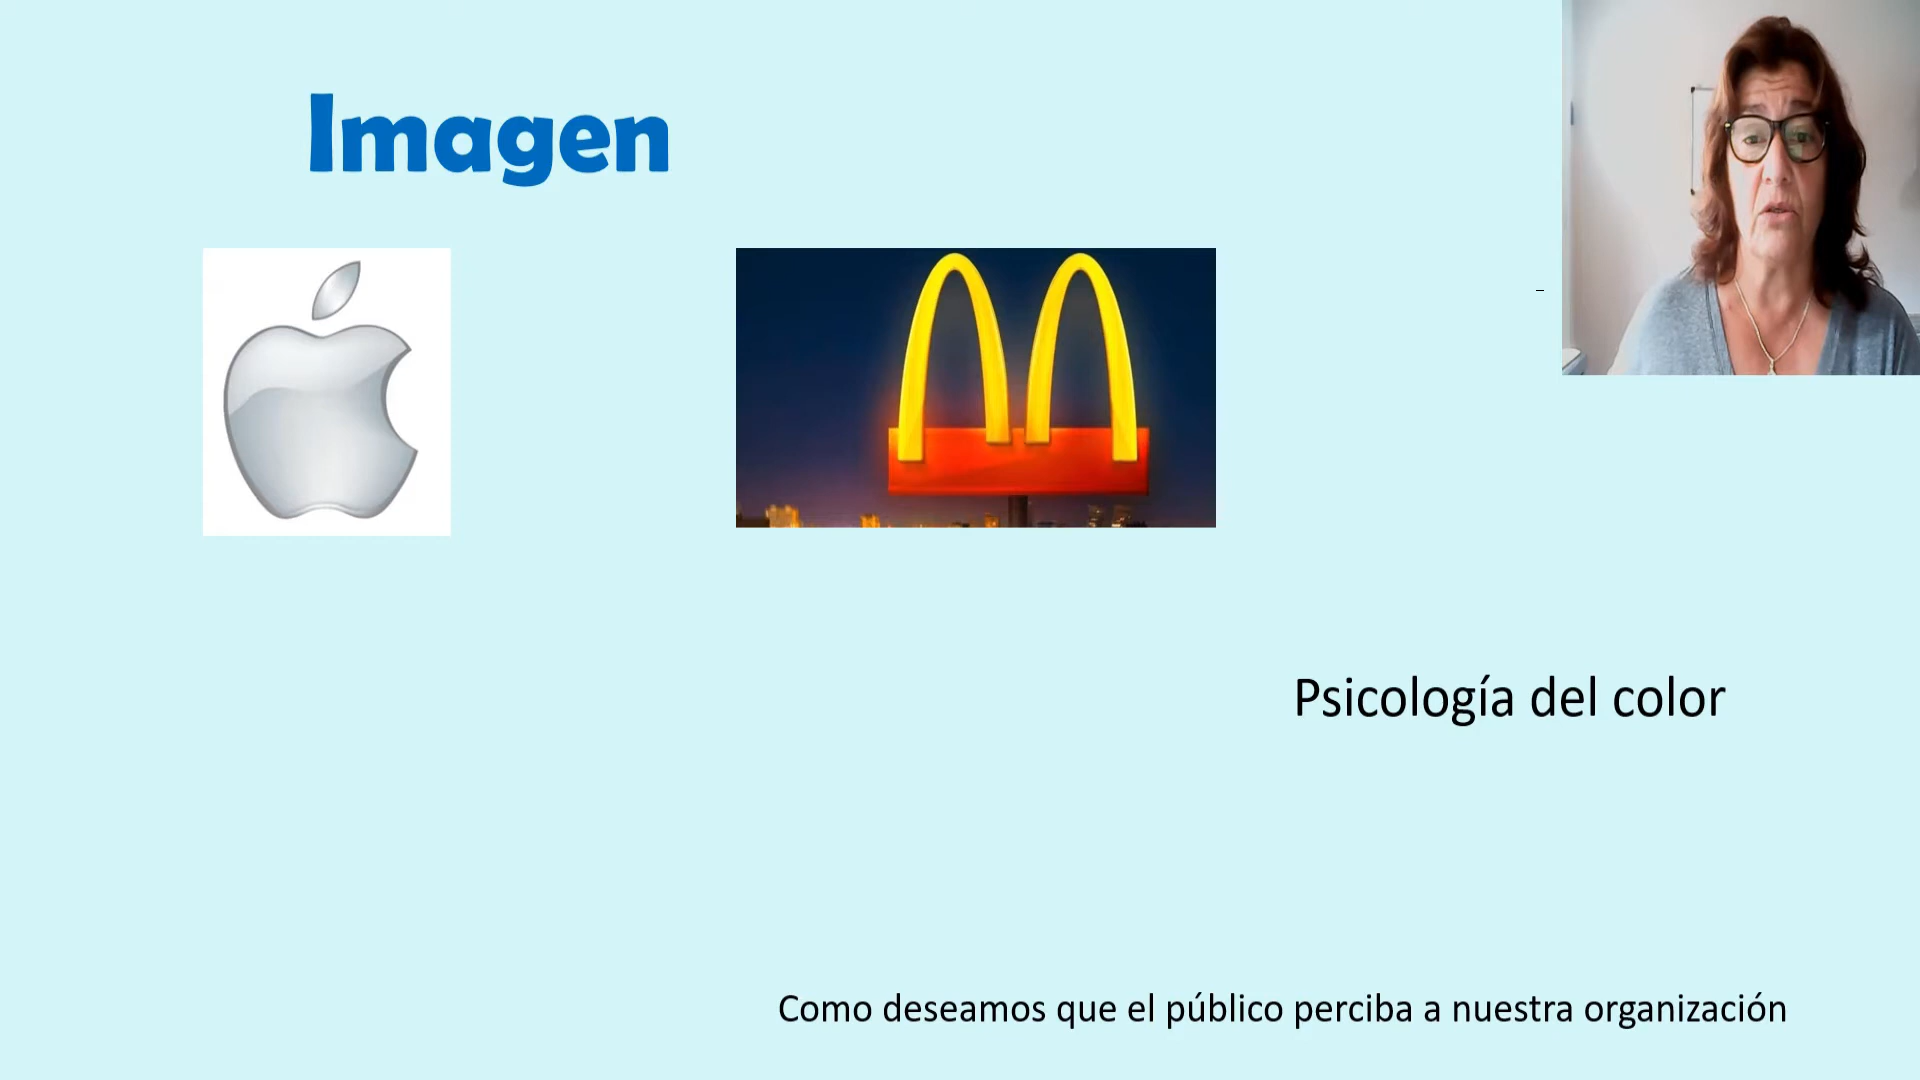 Imagen
Psicología del color
Como deseamos que el público perciba a nuestra organización